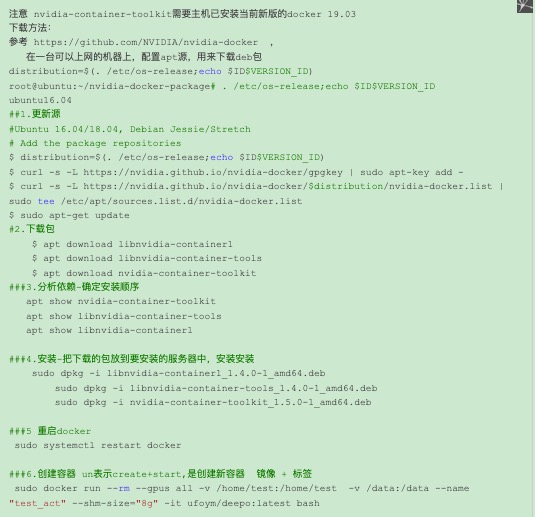 注意 nvidia-container-toolkit需要主机已安装当前新版的docker 19.03
下载方法：
参考 https://github.com/NVIDIA/nvidia-docker ，
在一台可以上网的机器上，配置apt源，用来下载deb包
distribution=$(. /etc/os-release;echo $ID$VERSION_ID)
root@ubuntu:~/nvidia-docker-package# . /etc/os-release;echo $ID$VERSION_ID
ubuntu16.04
##1.更新源
#Ubuntu 16.04/18.04, Debian Jessie/Stretch
# Add the package repositories
$ distribution=$(. /etc/os-release;echo $ID$VERSION_ID)
$ curl -s -L https://nvidia.github.io/nvidia-docker/gpgkey | sudo apt-key add -
$ curl -s -L https://nvidia.github.io/nvidia-docker/$distribution/nvidia-docker.list |
sudo tee /etc/apt/sources.list.d/nvidia-docker.list
$ sudo apt-get update
#2.下载包
$ apt download libnvidia-container1
$ apt download libnvidia-container-tools
$ apt download nvidia-container-toolkit
###3.分析依赖-确定安装顺序
apt show nvidia-container-toolkit
apt show libnvidia-container-tools
apt show libnvidia-container1
###4.安装-把下载的包放到要安装的服务器中，安装安装
sudo dpkg -i libnvidia-container1_1.4.0-1_amd64.deb
sudo dpkg -i libnvidia-container-tools_1.4.0-1_amd64.deb
sudo dpkg -i nvidia-container-toolkit_1.5.0-1_amd64.deb
###5 重启docker
sudo systemctl restart docker
###6.创建容器 un表示create+start,是创建新容器 镜像 + 标签
sudo docker run --rm --gpus all -v /home/test:/home/test -v /data:/data --name
"test_act" --shm-size="8g" -it ufoym/deepo:latest bash